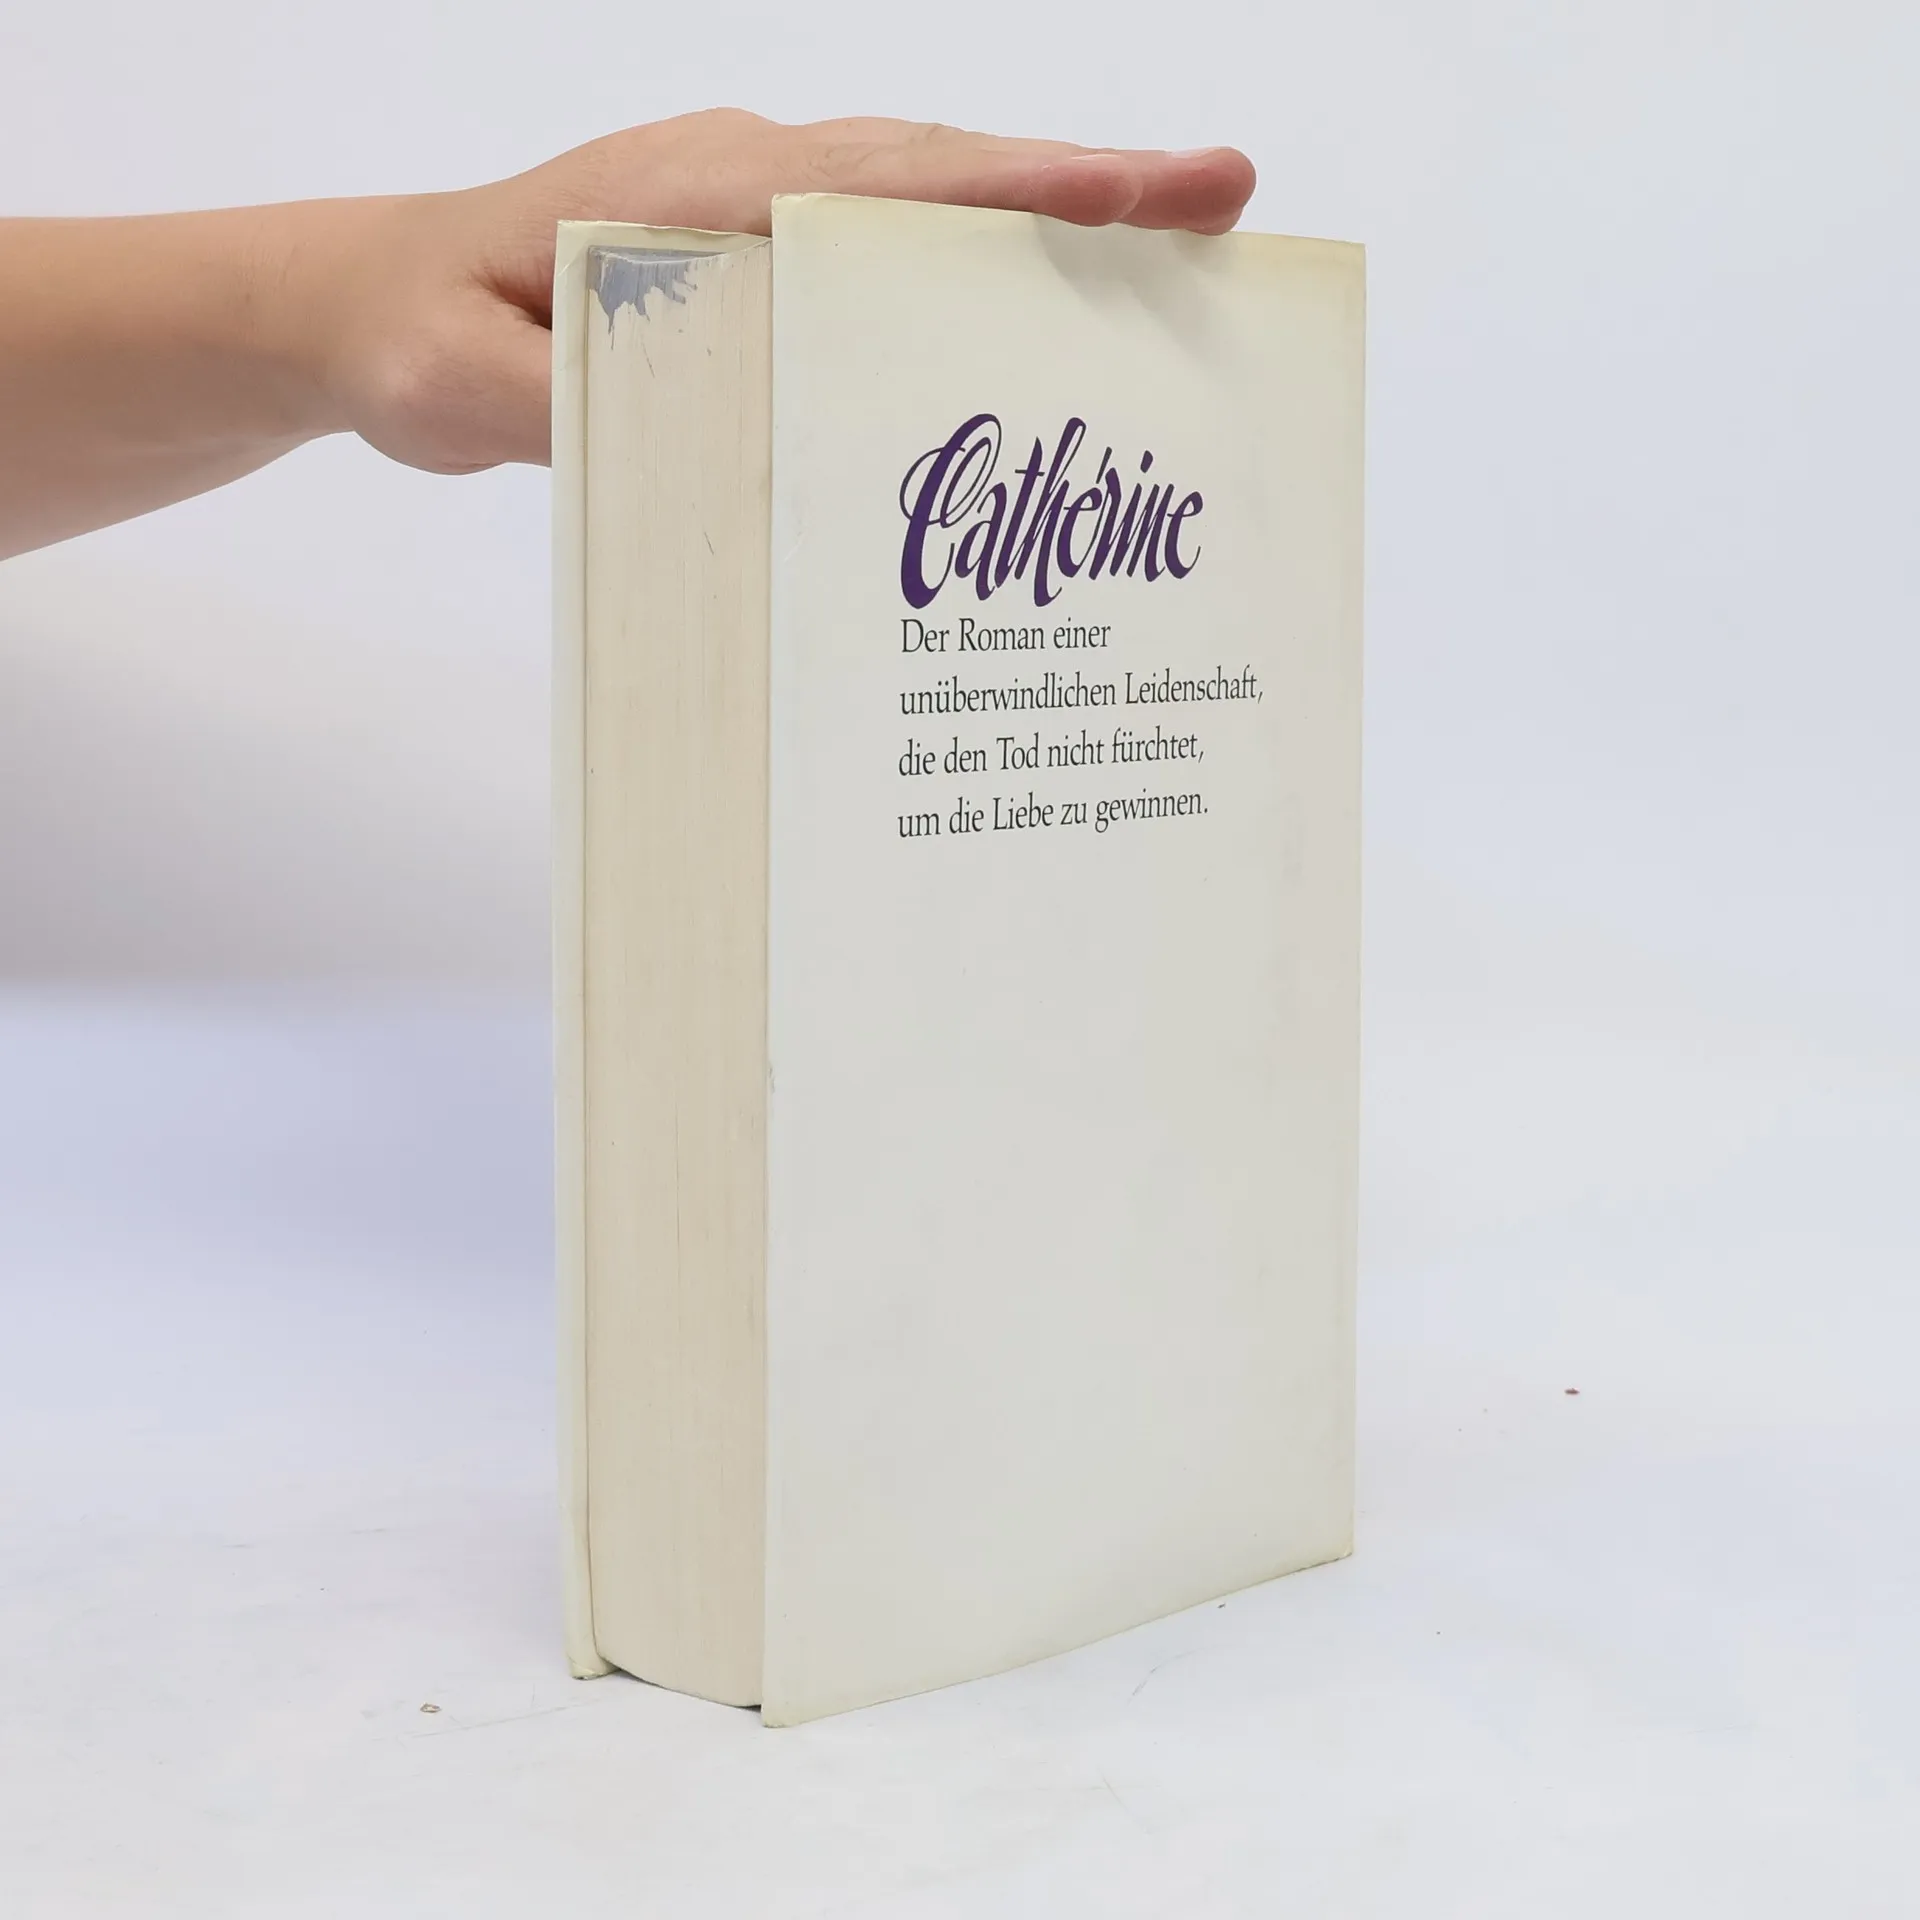 Cathérine
Der Roman einer
unüberwindlichen Leidenschaft,
die den Tod nicht fürchtet,
um die Liebe zu gewinnen.